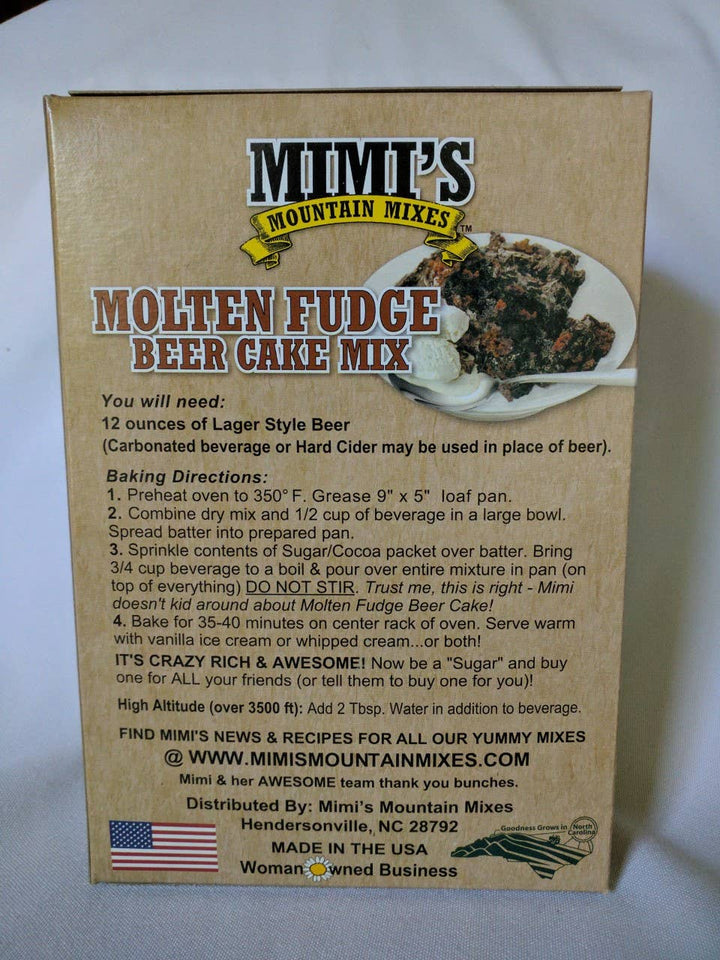 MIMI'S
MOUNTAIN MIXES
TM
MOLTEN FUDGE
BEER CAKE MIX
You will need:
12 ounces of Lager Style Beer
(Carbonated beverage or Hard Cider may be used in place of beer).
Baking Directions:
1. Preheat oven to 350° F. Grease 9" x 5" loaf pan.
2. Combine dry mix and 1/2 cup of beverage in a large bowl.
Spread batter into prepared pan.
3. Sprinkle contents of Sugar/Cocoa packet over batter. Bring
3/4 cup beverage to a boil & pour over entire mixture in pan (on
top of everything) DO NOT STIR. Trust me, this is right - Mimi
doesn't kid around about Molten Fudge Beer Cake!
4. Bake for 35-40 minutes on center rack of oven. Serve warm
with vanilla ice cream or whipped cream...or both!
IT'S CRAZY RICH & AWESOME! Now be a "Sugar" and buy
one for ALL your friends (or tell them to buy one for you)!
High Altitude (over 3500 ft): Add 2 Tbsp. Water in addition to beverage.
FIND MIMI'S NEWS & RECIPES FOR ALL OUR YUMMY MIXES
@ WWW.MIMISMOUNTAINMIXES.COM
Mimi & her AWESOME team thank you bunches.
Distributed By: Mimi's Mountain Mixes
Hendersonville, NC 28792
MADE IN THE USA
Woman Owned Business
Goodness Grows in North
Carolina